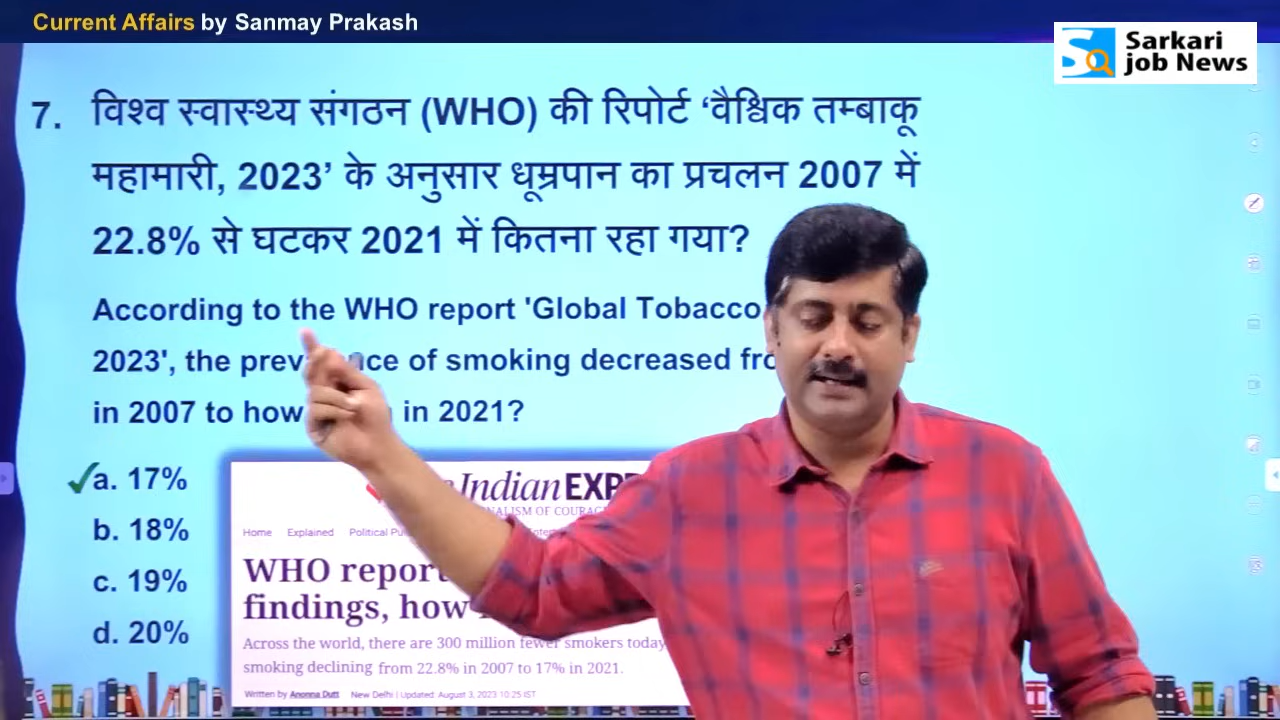 Current Affairs by Sanmay Prakash
Sarkari
job News
7. विश्व स्वास्थ्य संगठन (WHO) की रिपोर्ट ‘वैश्विक तम्बाकू
महामारी, 2023’ के अनुसार धूम्रपान का प्रचलन 2007 में
22.8% से घटकर 2021 में कितना रहा गया?
According to the WHO report 'Global Tobacco
2023', the of smoking decreased
in 2007 to how in 2021?
a. 17%
b. 18%
c. 19%
d. 20%
Indian
JOURNALISM OF COURAGE
Home Explained Political
WHO report
findings, how
Across the world, there are 300 million fewer smokers today
smoking declining from 22.8% in 2007 to 17% in 2021.
Written by Anonna Dutt New Delhi | Updated: August 3, 2023 10:25 IST